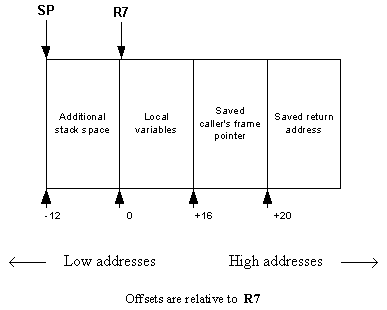 SP
R7
Additional
stack space
Local
variables
Saved
caller's frame
pointer
Saved return
address
-12
0
+16
+20
Low addresses
High addresses
Offsets are relative to R7